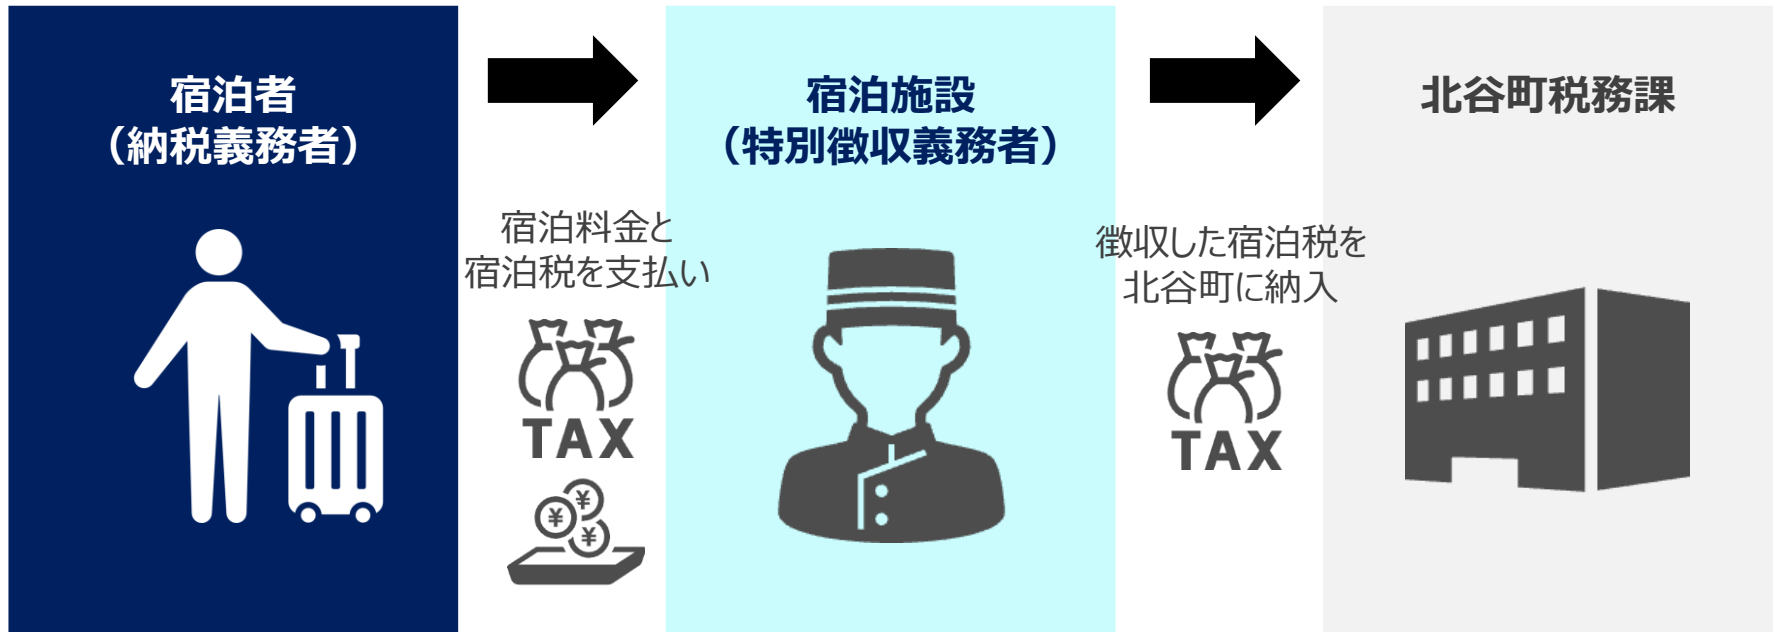 宿泊者
（納税義務者）
宿泊料金と
宿泊税を支払い
TAX
¥
¥
¥
宿泊施設
（特別徴収義務者）
徴収した宿泊税を
北谷町に納入
TAX
北谷町税務課